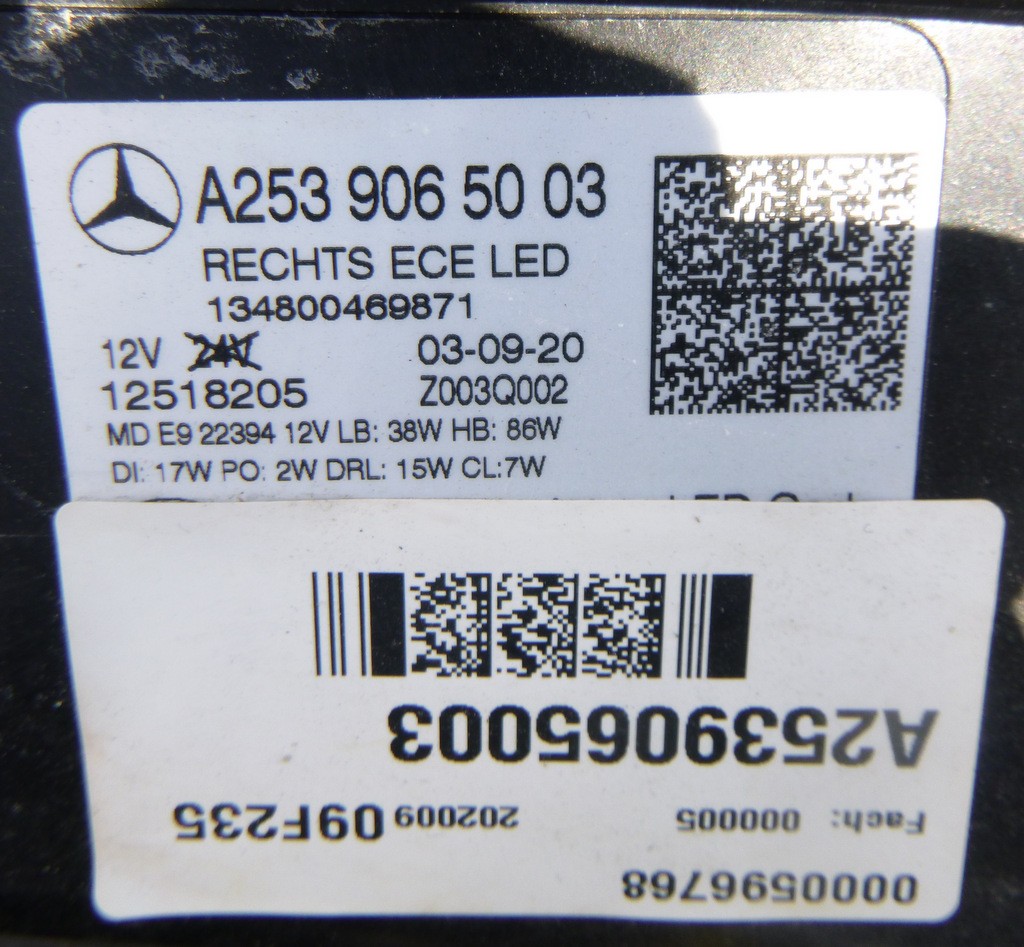 A253 906 50 03
RECHTS ECE LED
134800469871
12V 24V 03-09-20
12518205 Z003Q002
MD E9 22394 12V LB: 38W HB: 86W
DI: 17W PO: 2W DRL: 15W CL:7W
0000596768
Fach: 000005 202009 09F235
A2539065003